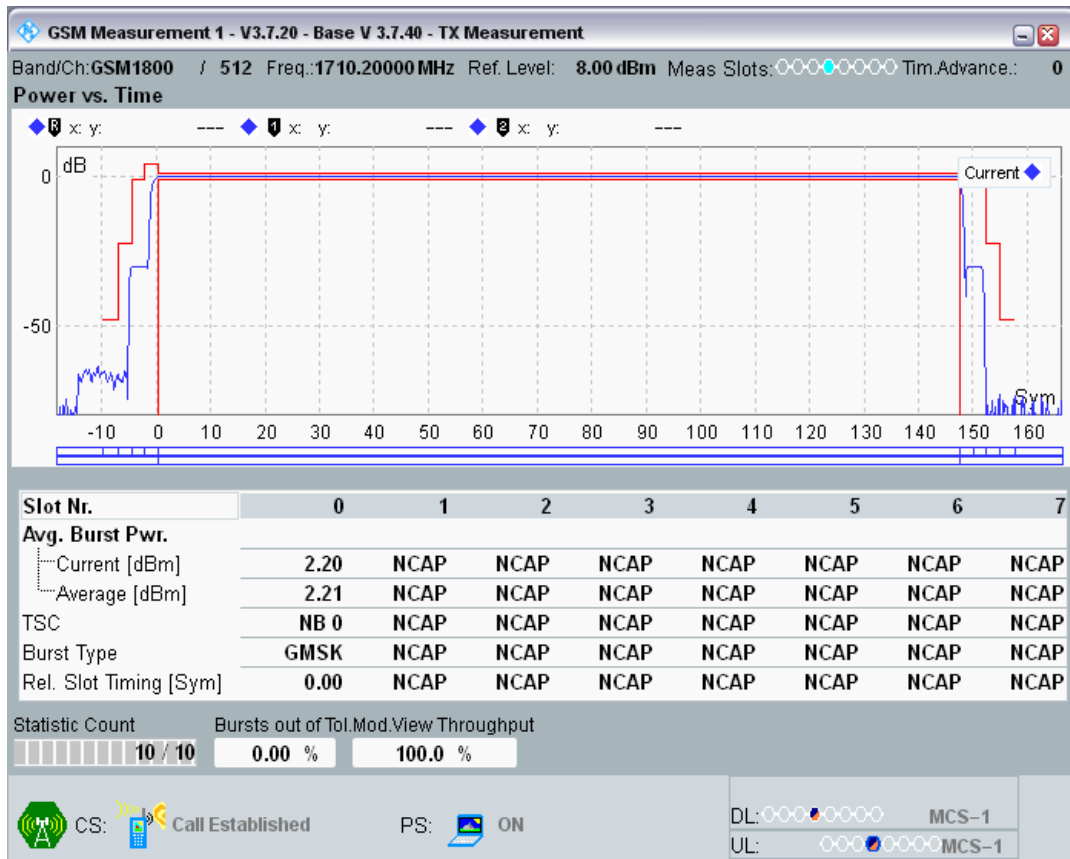 GSM Measurement 1 - V3.7.20 - Base V 3.7.40 - TX Measurement
Band/Ch:GSM1800 / 512 Freq.:1710.20000 MHz Ref. Level: 8.00 dBm Meas Slots: Tim.Advance.: 0
Power vs. Time
R x: y: --- 1 x: y: --- 2 x: y: ---
dB
Current
0
-50
Sym
-10 0 10 20 30 40 50 60 70 80 90 100 110 120 130 140 150 160
Slot Nr. 0 1 2 3 4 5 6 7
Avg. Burst Pwr.
Current [dBm] 2.20 NCAP NCAP NCAP NCAP NCAP NCAP NCAP
Average [dBm] 2.21 NCAP NCAP NCAP NCAP NCAP NCAP NCAP
TSC NB 0 NCAP NCAP NCAP NCAP NCAP NCAP NCAP
Burst Type GMSK NCAP NCAP NCAP NCAP NCAP NCAP NCAP
Rel. Slot Timing [Sym] 0.00 NCAP NCAP NCAP NCAP NCAP NCAP NCAP
Statistic Count Bursts out of Tol. Mod.View Throughput
10 / 10 0.00 % 100.0 %
CS: Call Established PS: ON DL: MCS-1
UL: MCS-1